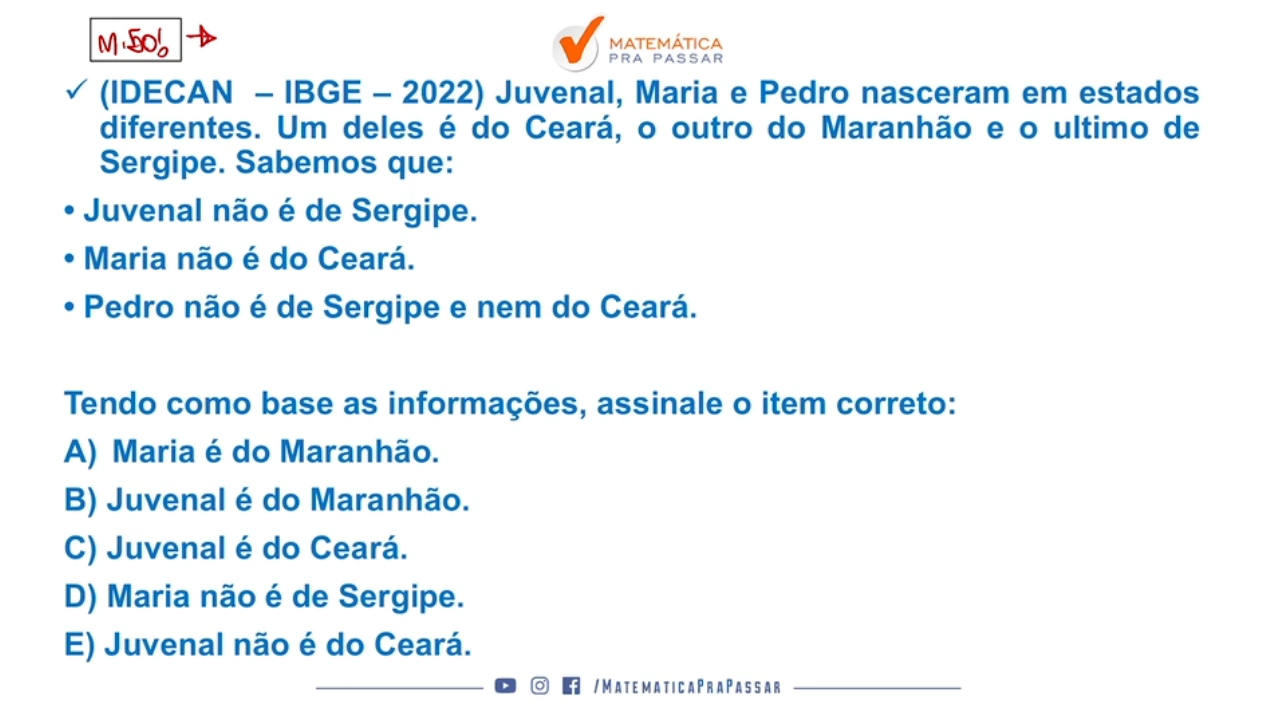 M.50%
MATEMÁTICA
PRA PASSAR
✓ (IDECAN – IBGE – 2022) Juvenal, Maria e Pedro nasceram em estados
diferentes. Um deles é do Ceará, o outro do Maranhão e o ultimo de
Sergipe. Sabemos que:
• Juvenal não é de Sergipe.
• Maria não é do Ceará.
• Pedro não é de Sergipe e nem do Ceará.
Tendo como base as informações, assinale o item correto:
A) Maria é do Maranhão.
B) Juvenal é do Maranhão.
C) Juvenal é do Ceará.
D) Maria não é de Sergipe.
E) Juvenal não é do Ceará.
/MATEMATICAPRAPASSAR